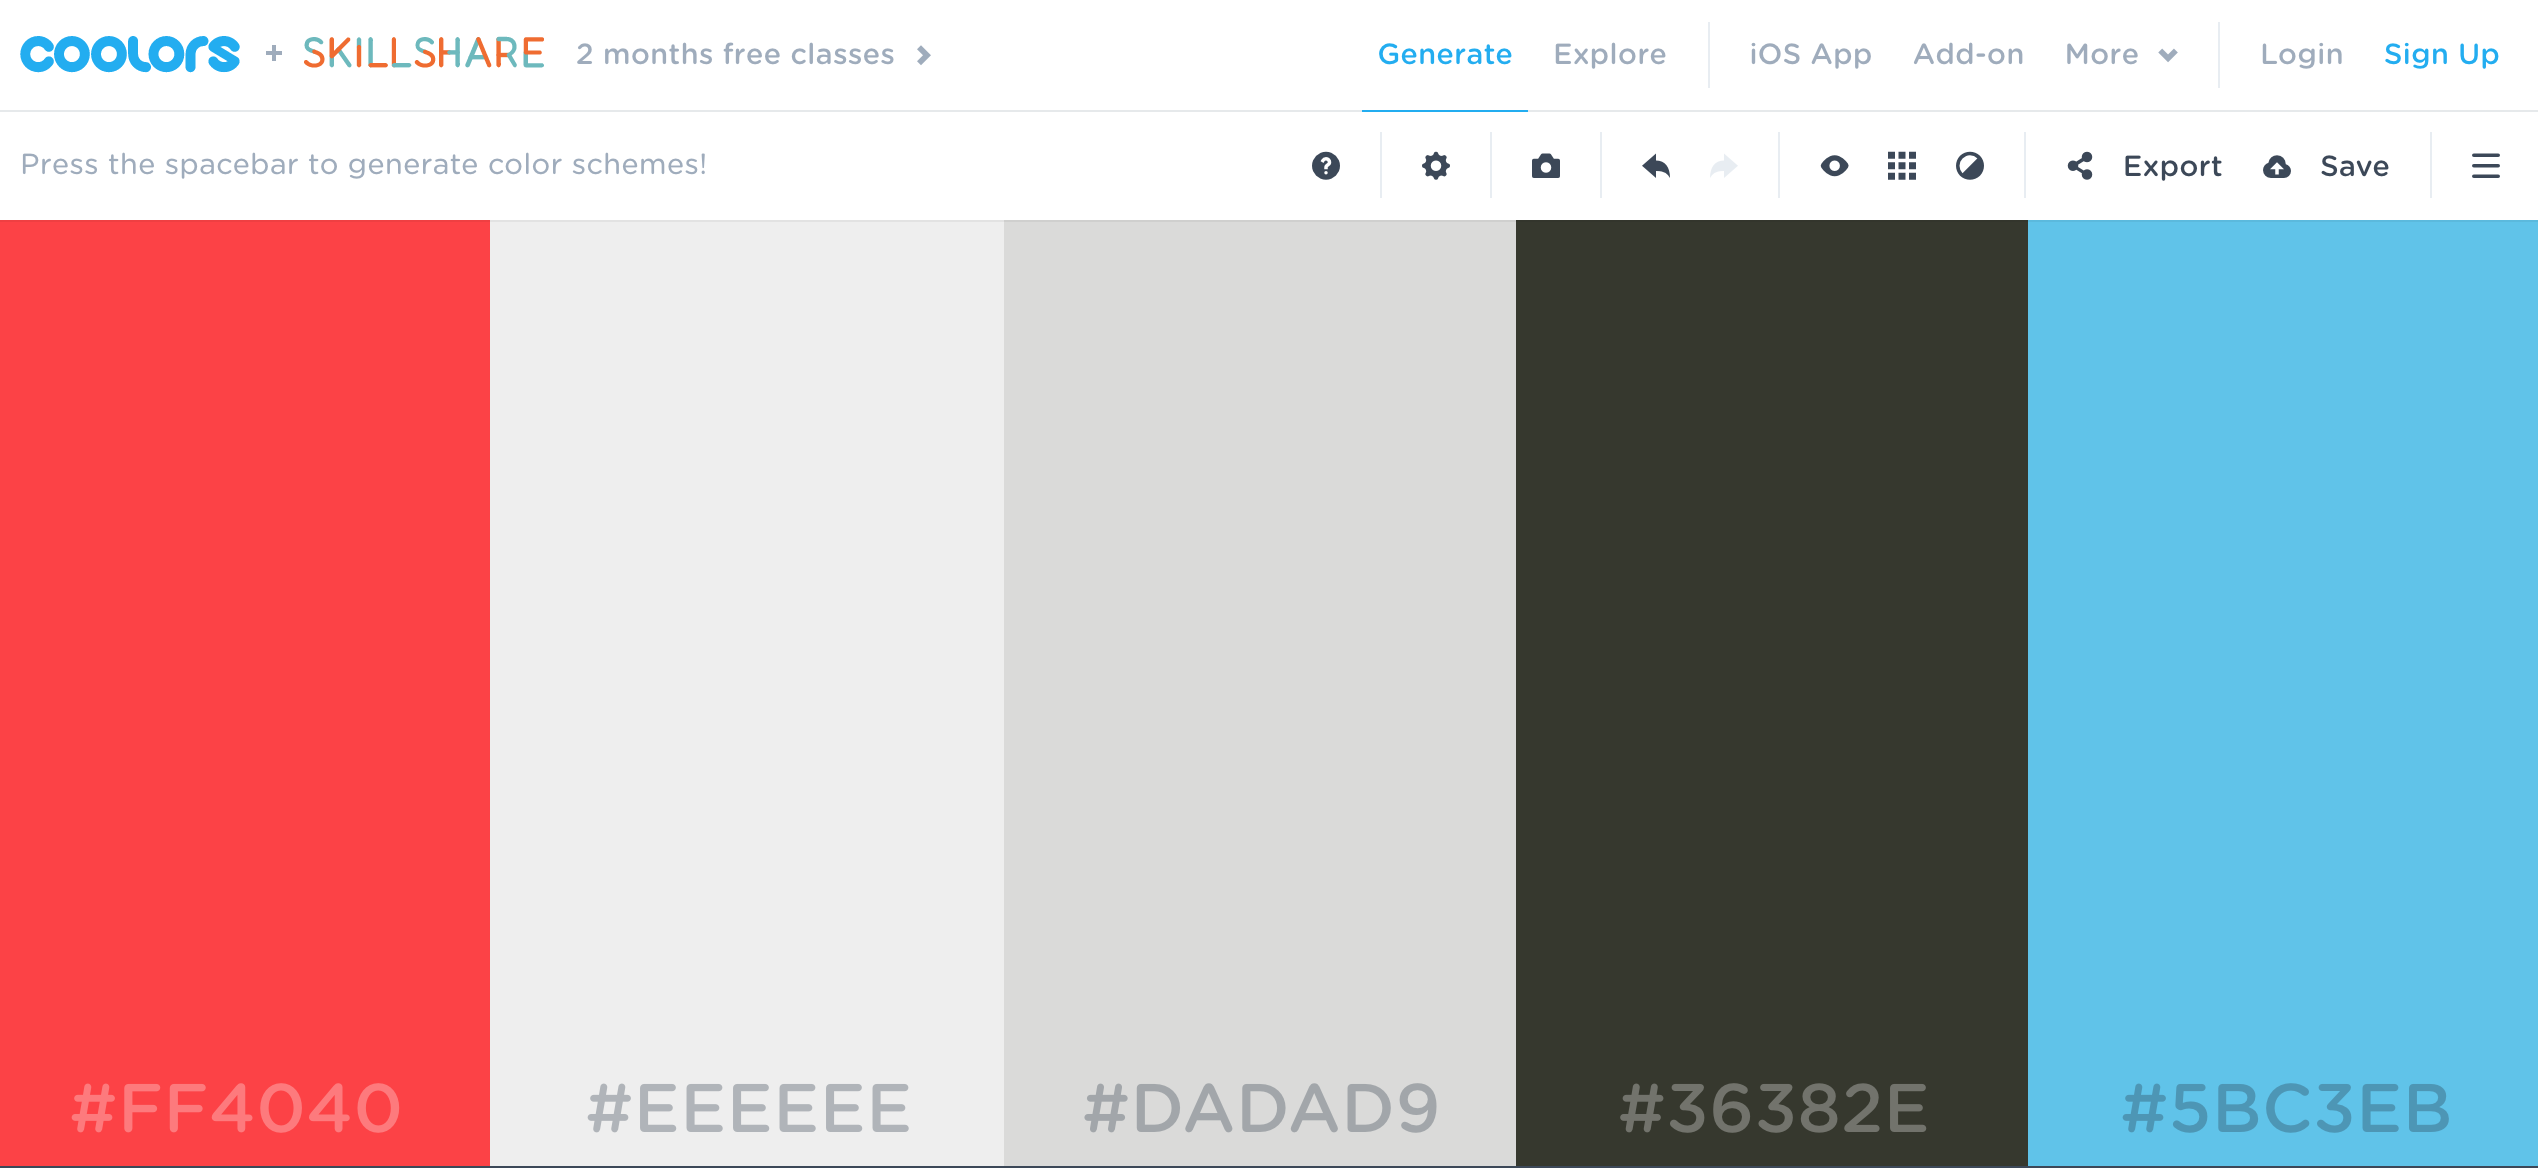 coolors + SKILLSHARE 2 months free classes Generate Explore iOS App Add-on More Login Sign Up
Press the spacebar to generate color schemes! Export Save
#FF4040 #EEEEEE #DADAD9 #36382E #5BC3EB